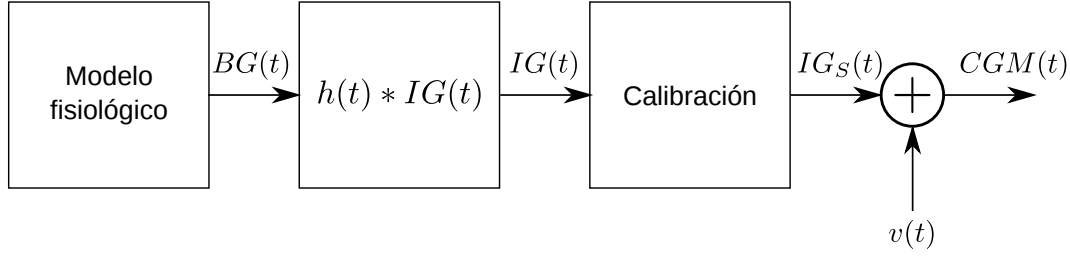 Modelo
fisiológico
BG(t)
h(t) ∗ IG(t)
IG(t)
Calibración
IG_S(t)
CGM(t)
v(t)